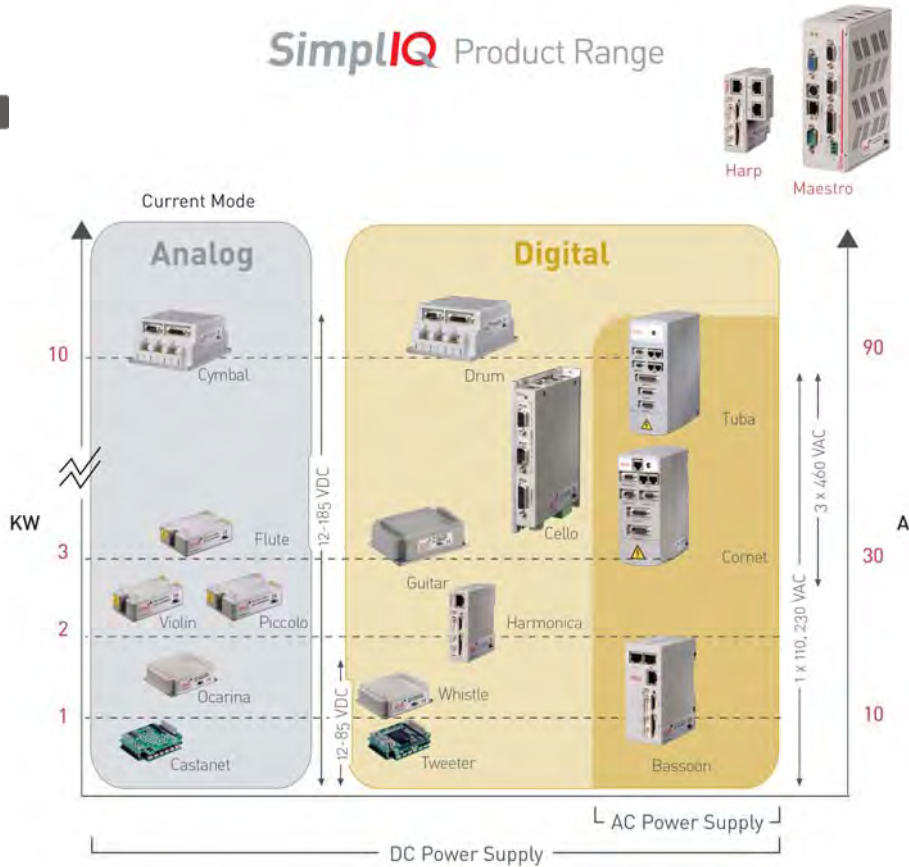 SimplIQ Product Range
Harp
Maestro
Current Mode
Analog
Digital
10
90
Cymbal
Drum
Tuba
12-185 VDC
3 x 460 VAC
KW
A
Flute
Cello
3
30
Guitar
Cornet
Violin
Piccolo
Harmonica
2
1 x 110, 230 VAC
Ocarina
Whistle
12-85 VDC
1
10
Castanet
Tweeter
Bassoon
AC Power Supply
DC Power Supply